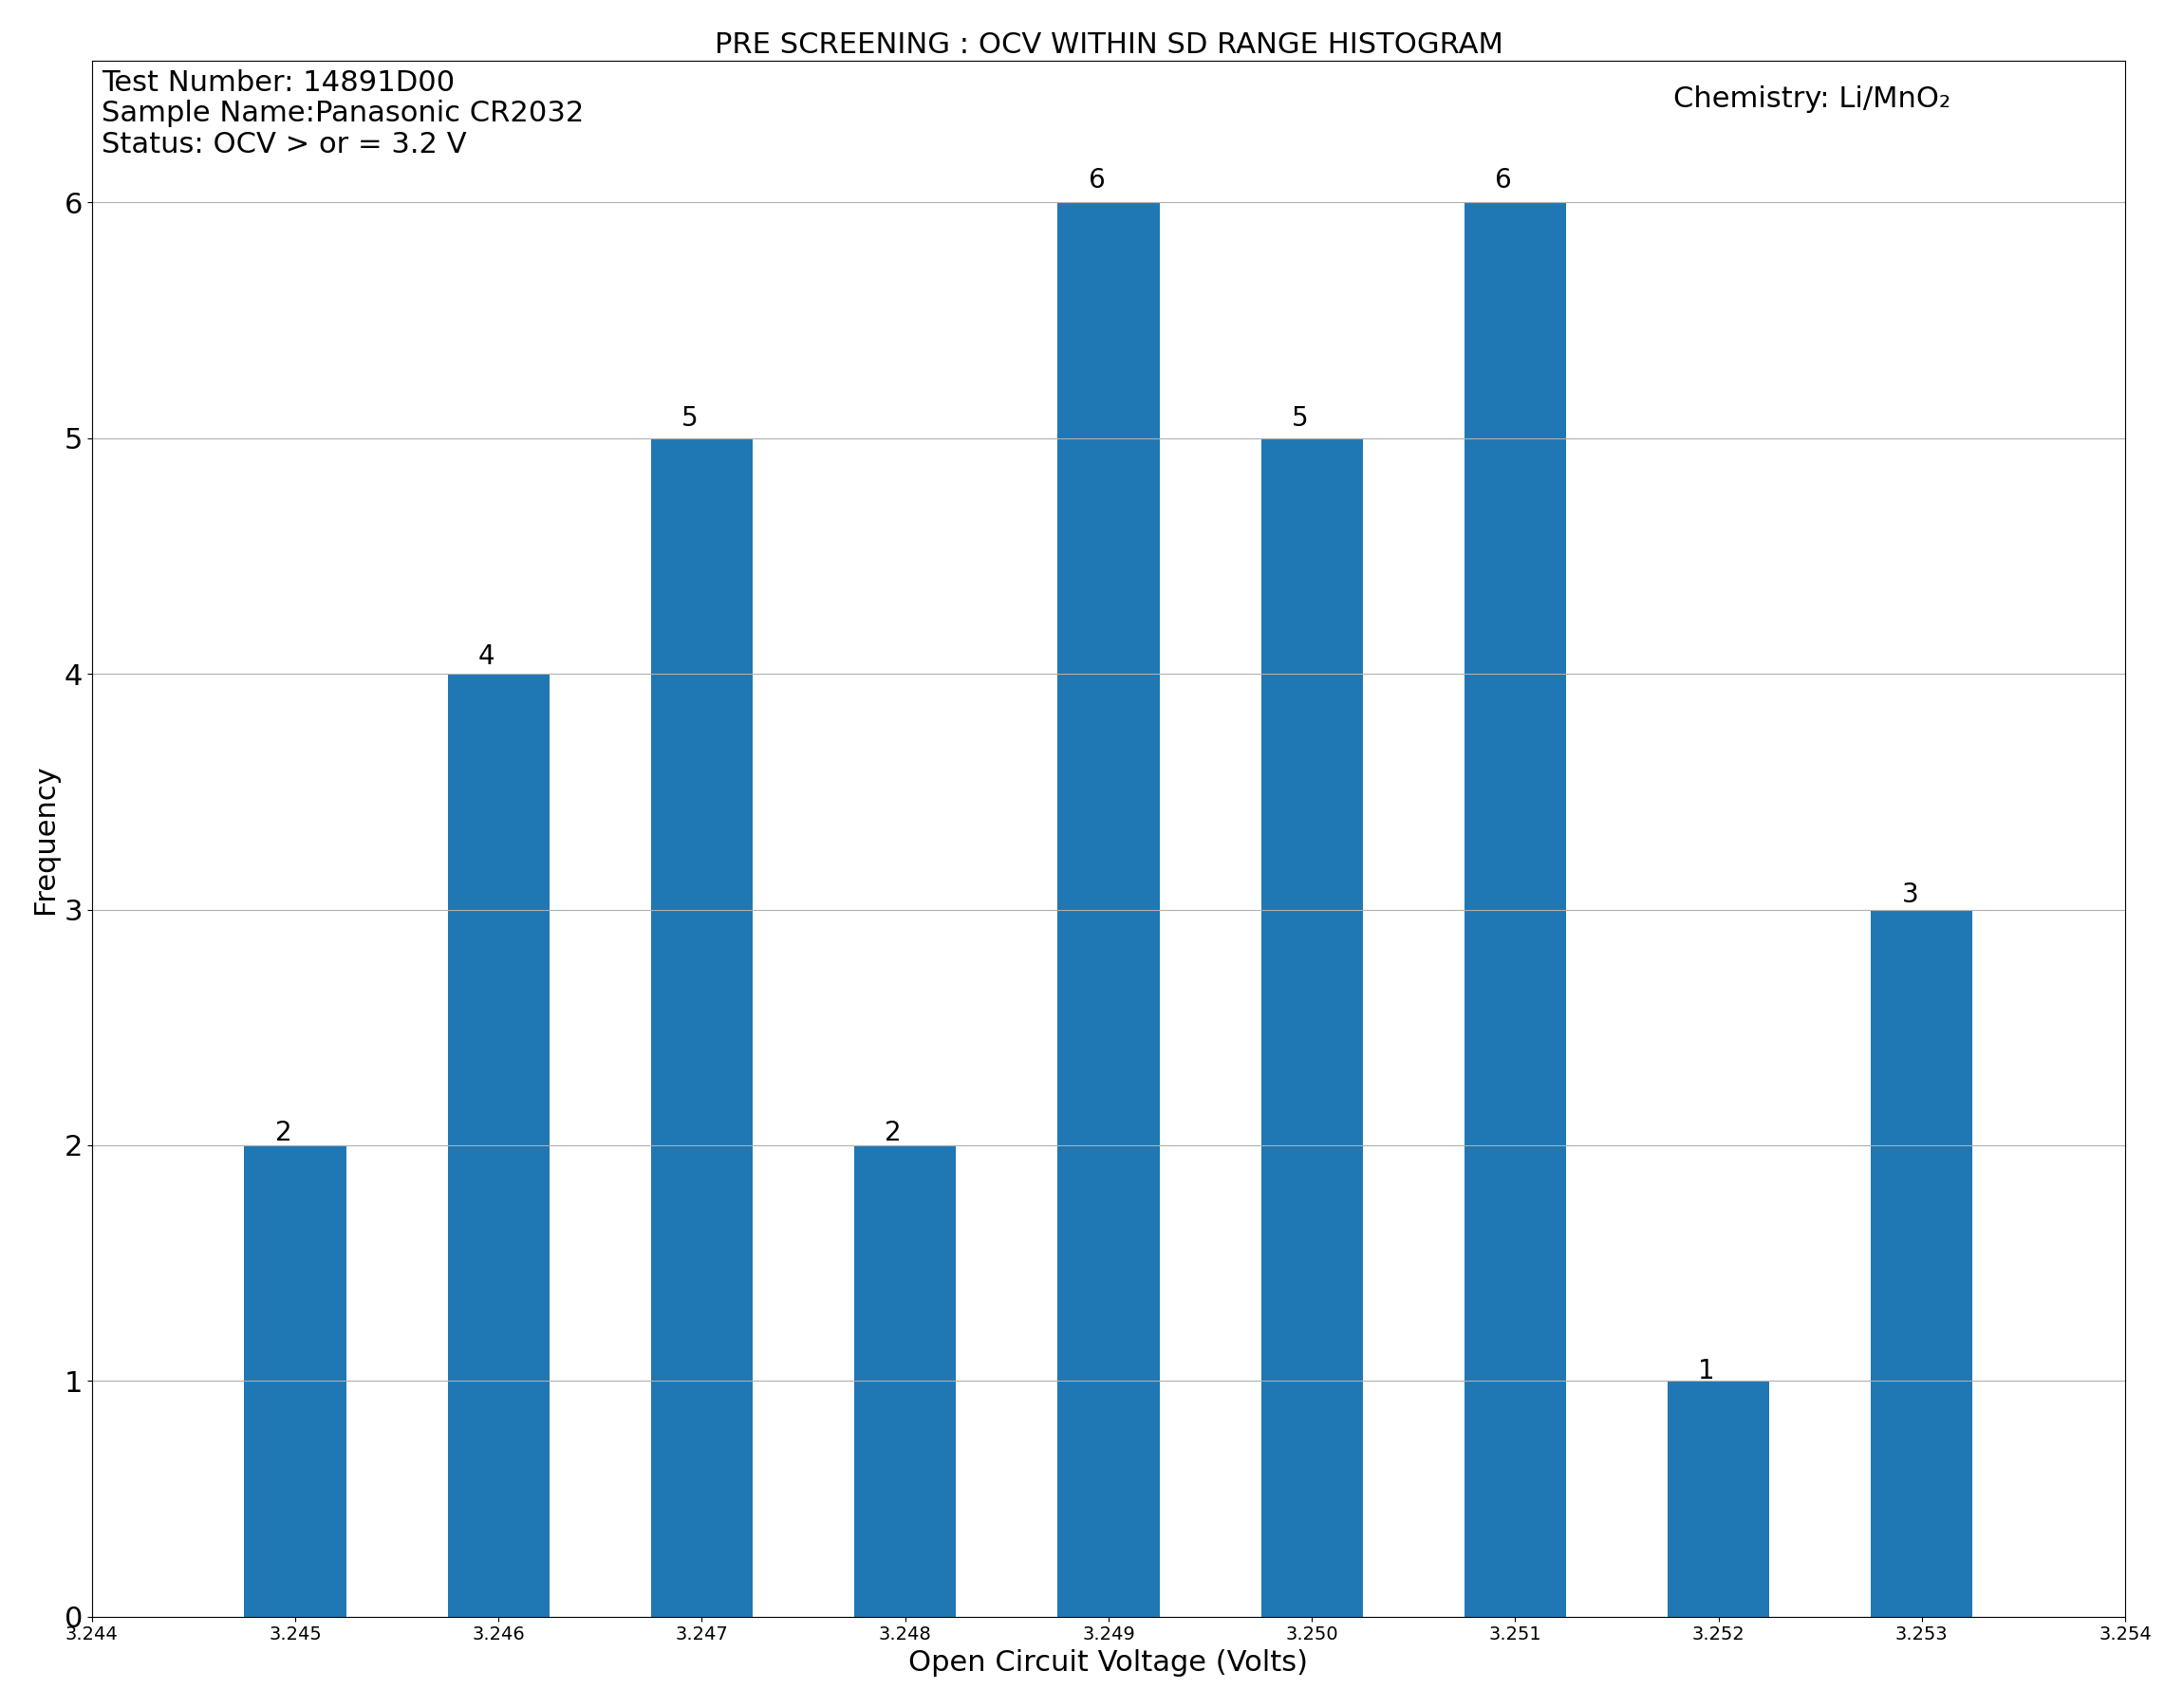 PRE SCREENING : OCV WITHIN SD RANGE HISTOGRAM
Test Number: 14891D00
Sample Name:Panasonic CR2032
Status: OCV > or = 3.2 V
Chemistry: Li/MnO₂
6
6
5
5
4
3
2
2
1
6
5
4
3
2
1
0
Frequency
3.244 3.245 3.246 3.247 3.248 3.249 3.250 3.251 3.252 3.253 3.254
Open Circuit Voltage (Volts)